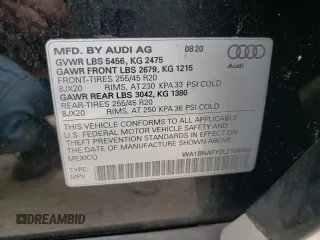 MFD. BY AUDI AG 08/20
GVWR LBS 5456, KG 2475
GAWR FRONT LBS 2679, KG 1215
FRONT-TIRES 255/45 R20
8JX20 RIMS, AT 230 KPA 33 PSI COLD
GAWR REAR LBS 3042, KG 1380
REAR-TIRES 255/45 R20
8JX20 RIMS, AT 250 KPA 36 PSI COLD
Audi
THIS VEHICLE CONFORMS TO ALL APPLICABLE
U.S. FEDERAL MOTOR VEHICLE SAFETY AND
THEFT PREVENTION STANDARDS IN EFFECT ON
THE DATE OF MANUFACTURE SHOWN ABOVE.
MEXICO
TYPE: MPV
DREAMBID